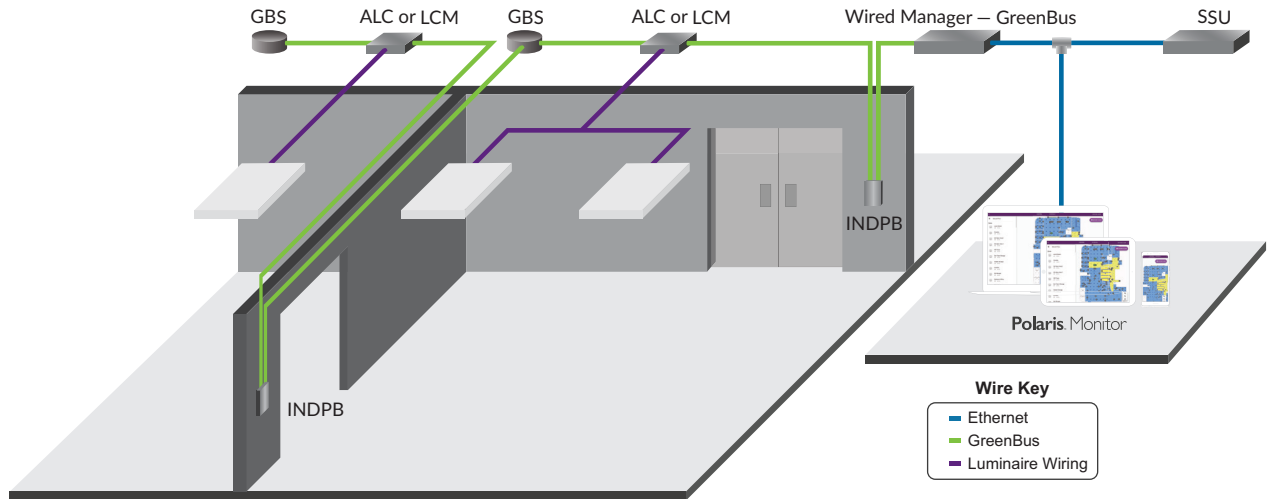 GBS
ALC or LCM
GBS
ALC or LCM
Wired Manager — GreenBus
SSU
INDPB
INDPB
Polaris. Monitor
Wire Key
Ethernet
GreenBus
Luminaire Wiring